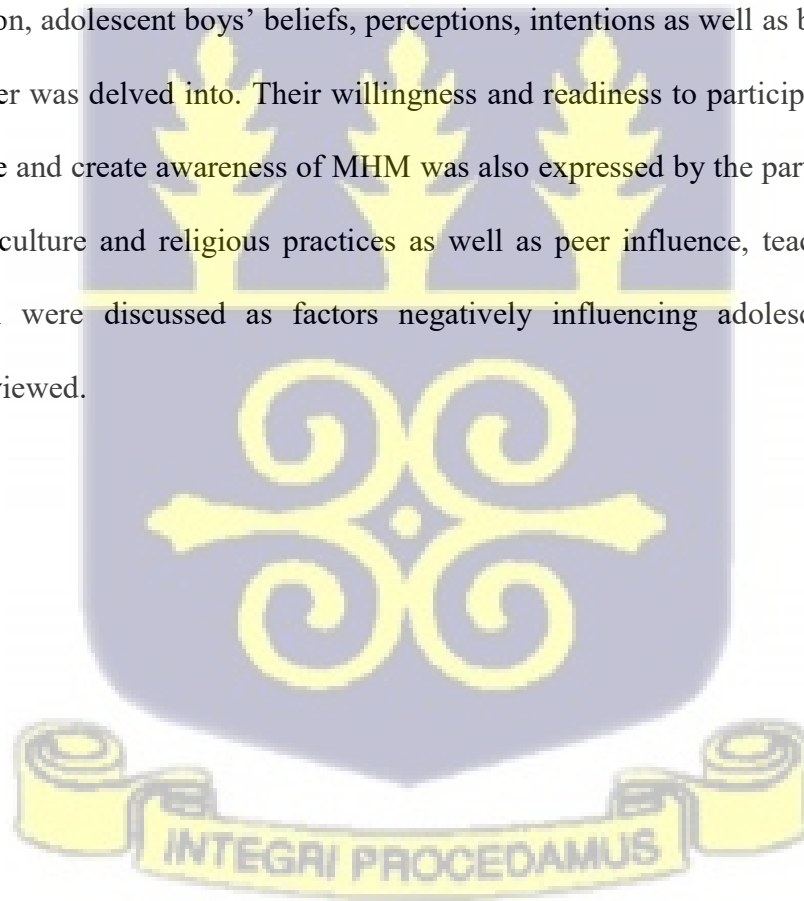 on, adolescent boys’ beliefs, perceptions, intentions as well as b
er was delved into. Their willingness and readiness to particip
e and create awareness of MHM was also expressed by the par
culture and religious practices as well as peer influence, teac
were discussed as factors negatively influencing adolesc
viewed.
INTEGRI PROCEDAMUS